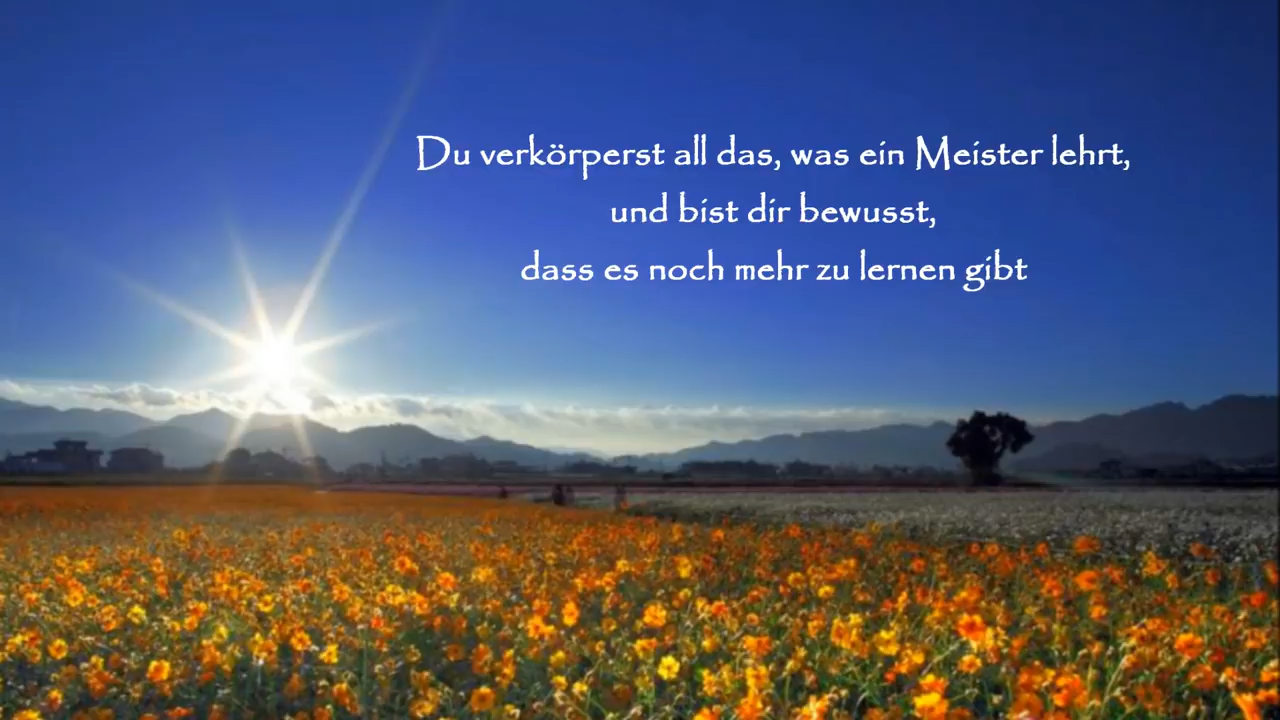 Du verkörperst all das, was ein Meister lehrt,
und bist dir bewusst,
dass es noch mehr zu lernen gibt